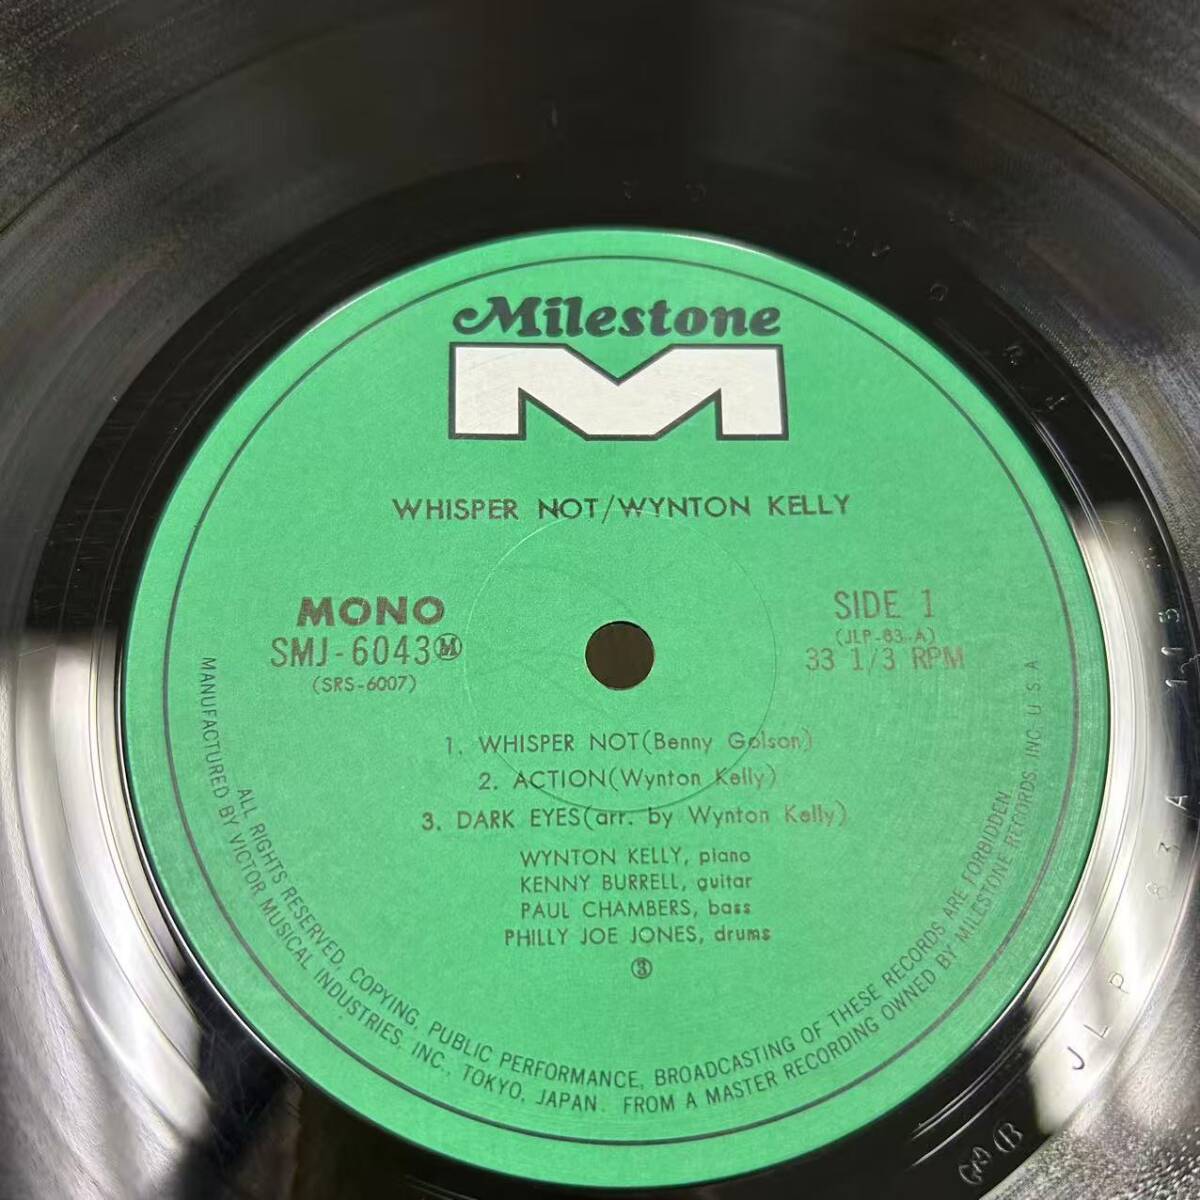 Milestone
M
WHISPER NOT/WYNTON KELLY
MONO
SMJ-6043Ⓜ
(SRS-6007)
SIDE 1
(JLP-83-A)
33 1/3 RPM
1. WHISPER NOT(Benny Golson)
2. ACTION(Wynton Kelly)
3. DARK EYES(arr. by Wynton Kelly)
WYNTON KELLY, piano
KENNY BURRELL, guitar
PAUL CHAMBERS, bass
PHILLY JOE JONES, drums
③
ALL RIGHTS RESERVED, COPYING, PUBLIC PERFORMANCE, BROADCASTING OF THESE RECORDS ARE FORBIDDEN.
MANUFACTURED BY VICTOR MUSICAL INDUSTRIES, INC., TOKYO, JAPAN. FROM A MASTER RECORDING OWNED BY MILESTONE RECORDS. INC. U.S.A
JLP 83 A 115